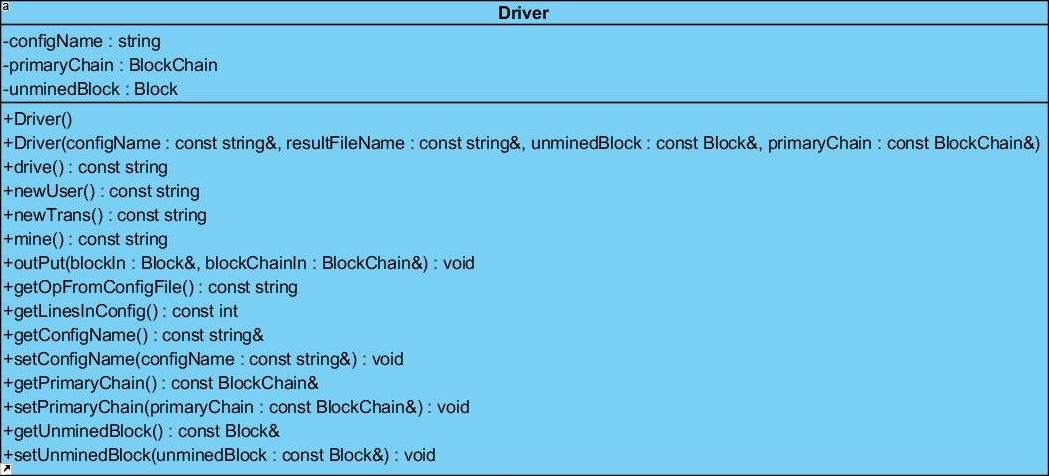 a
Driver
-configName : string
-primaryChain : BlockChain
-unminedBlock : Block
+Driver()
+Driver(configName : const string&, resultFileName : const string&, unminedBlock : const Block&, primaryChain : const BlockChain&)
+drive() : const string
+newUser() : const string
+newTrans() : const string
+mine() : const string
+outPut(blockIn : Block&, blockChainIn : BlockChain&) : void
+getOpFromConfigFile() : const string
+getLinesInConfig() : const int
+getConfigName() : const string&
+setConfigName(configName : const string&) : void
+getPrimaryChain() : const BlockChain&
+setPrimaryChain(primaryChain : const BlockChain&) : void
+getUnminedBlock() : const Block&
+setUnminedBlock(unminedBlock : const Block&) : void